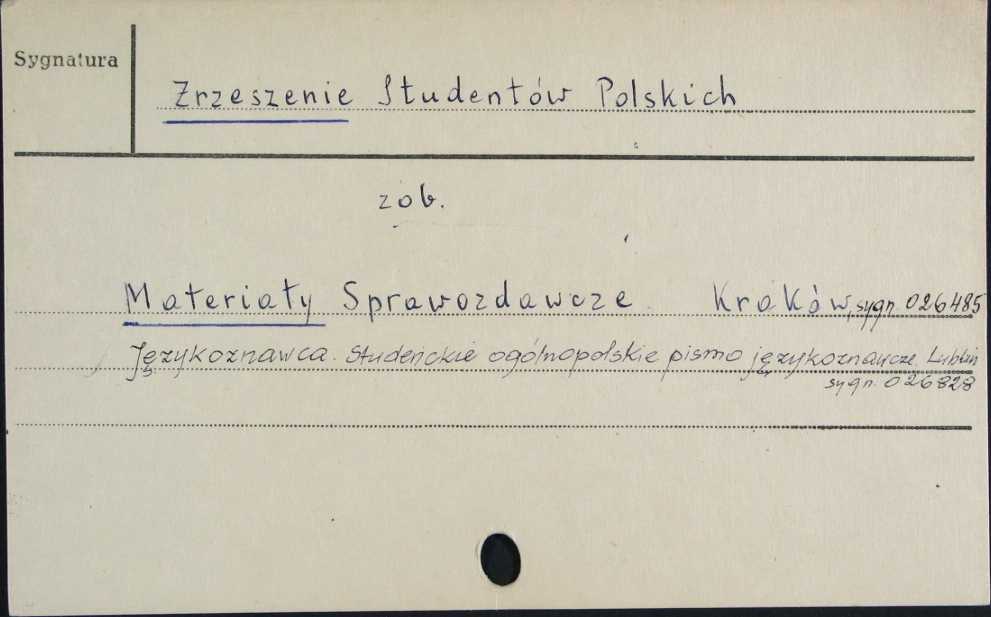 Sygnatura
Zrzeszenie Studentów Polskich
zob.
Materiały Sprawozdawcze. Kraków, sygn. 026485
Językoznawca. Studenckie ogólnopolskie pismo językoznawcze. Lublin
sygn. 026828